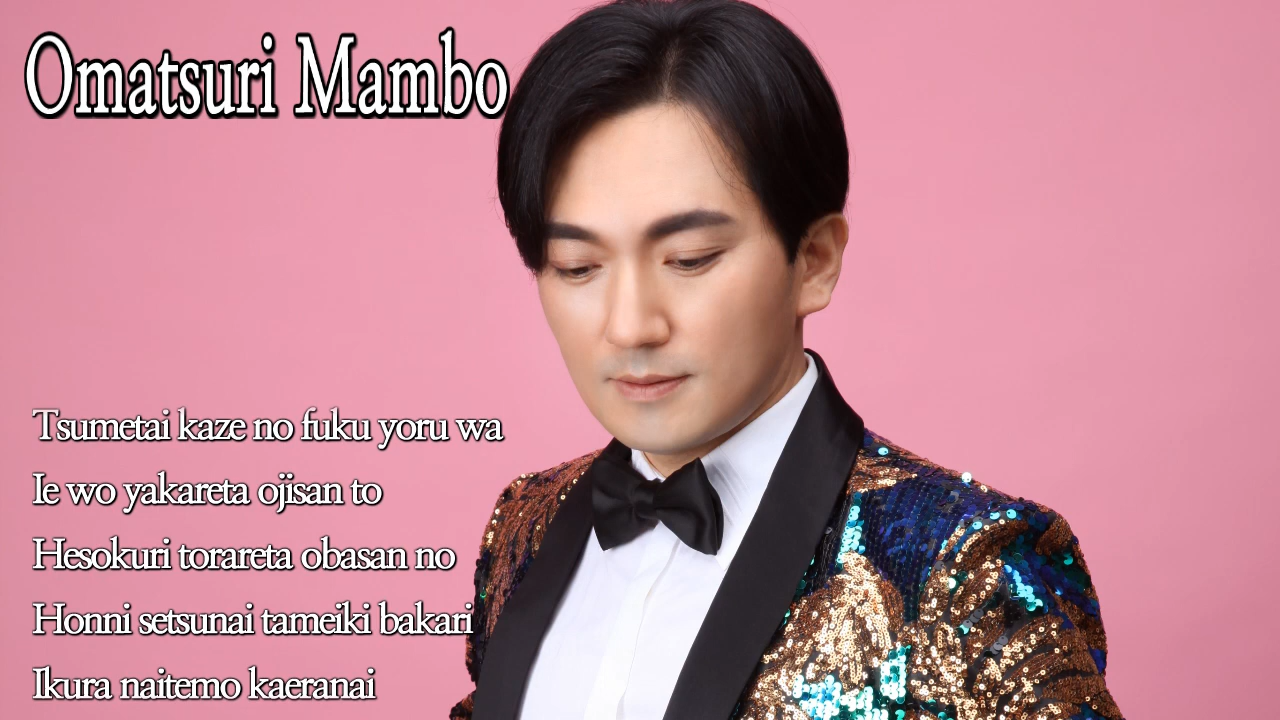 Omatsuri Mambo
Tsumetai kaze no fuku yoru wa
Ie wo yakareta ojisan to
Hesokuri torareta obasan no
Honni setsunai tameiki bakari
Ikura naitemo kaeranai